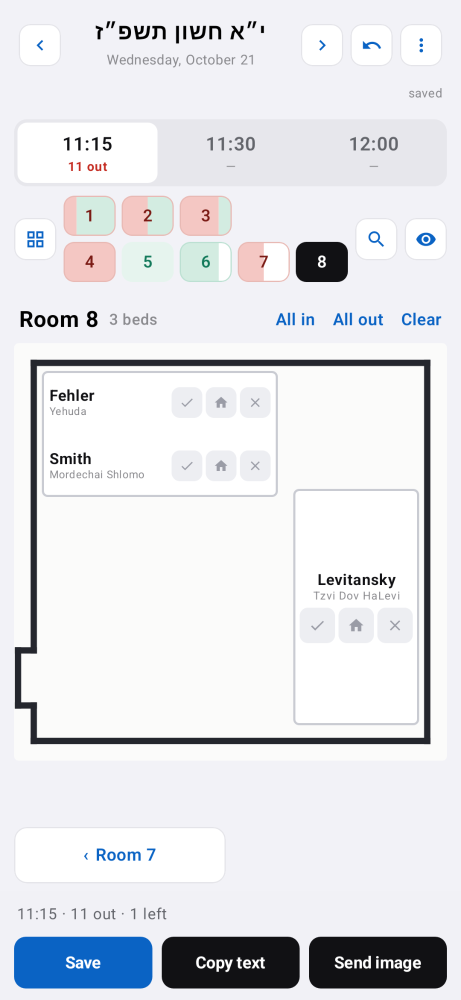 י״א חשון תשפ״ז
Wednesday, October 21
saved
11:15 11:30 12:00
11 out – –
1 2 3
4 5 6 7 8
Room 8 3 beds All in All out Clear
Fehler
Yehuda
Smith
Mordechai Shlomo
Levitansky
Tzvi Dov HaLevi
‹ Room 7
11:15 · 11 out · 1 left
Save Copy text Send image